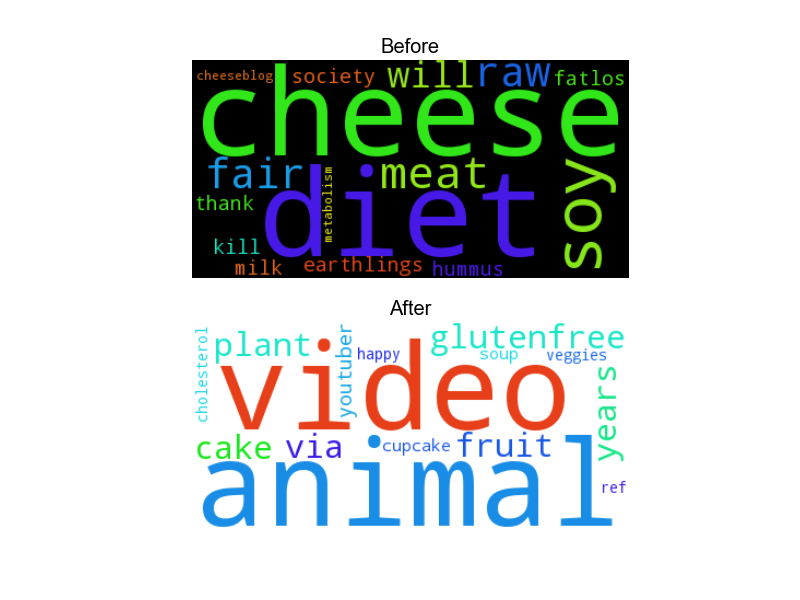 Before
cheeseblog society will raw fatlos
cheese
fair meat
thank diet metabolism soy
kill
milk earthlings hummus
After
cholesterol plant youtuber happy glutenfree
soup veggies
video years
cake via cupcake fruit
animal ref